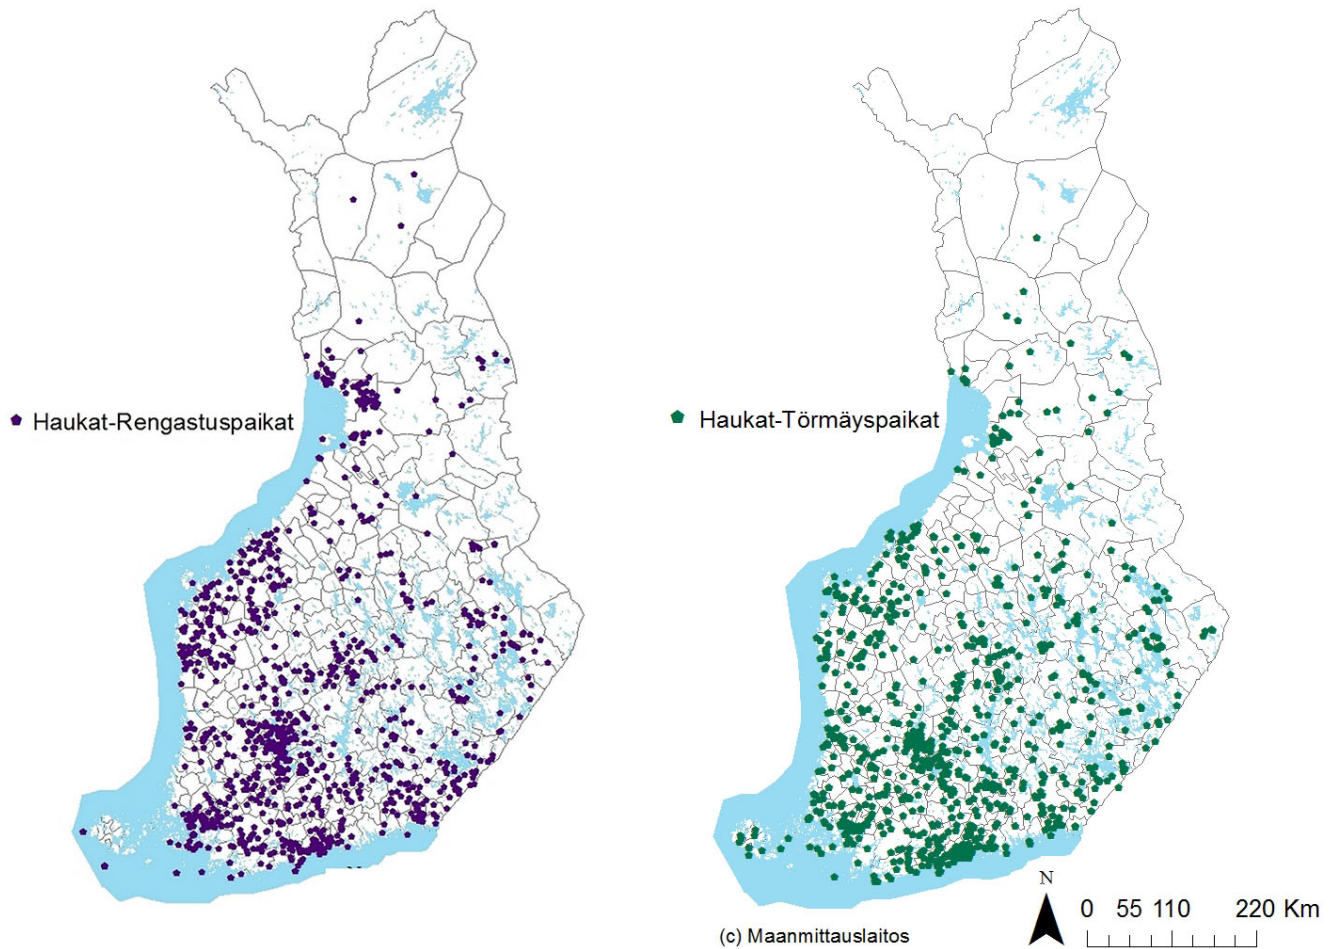 Haukat-Rengastuspaikat
Haukat-Törmäyspaikat
N
0 55 110 220 Km
(c) Maanmittauslaitos